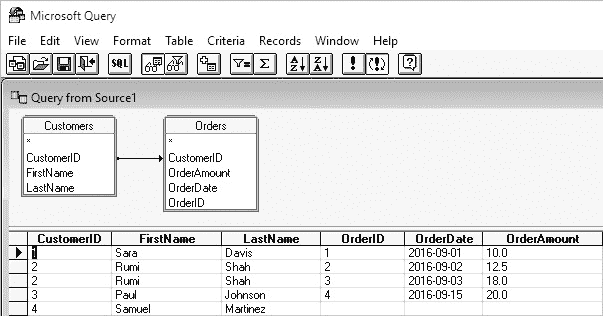 Microsoft Query
File Edit View Format Table Criteria Records Window Help
SQL
Query from Source1
Customers
*
CustomerID
FirstName
LastName
Orders
*
CustomerID
OrderAmount
OrderDate
OrderID
CustomerID FirstName LastName OrderID OrderDate OrderAmount
1 Sara Davis 1 2016-09-01 10.0
2 Rumi Shah 2 2016-09-02 12.5
2 Rumi Shah 3 2016-09-03 18.0
3 Paul Johnson 4 2016-09-15 20.0
4 Samuel Martinez